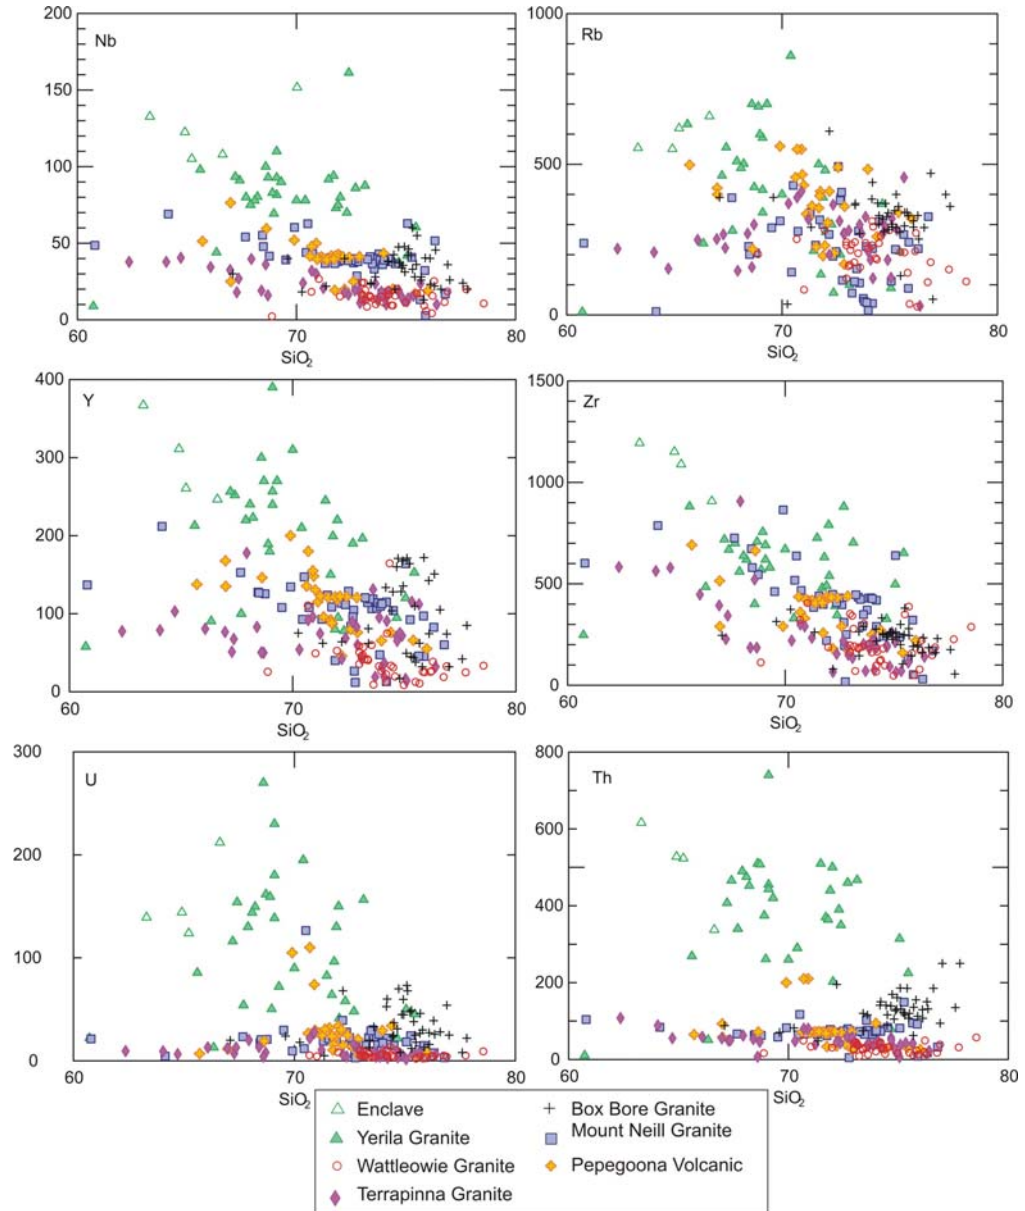 200
150
100
50
0
Nb
60
70
80
SiO2
1000
500
0
Rb
60
70
80
SiO2
400
300
200
100
0
Y
60
70
80
SiO2
1500
1000
500
0
Zr
60
70
80
SiO2
300
200
100
0
U
60
70
80
SiO2
800
600
400
200
0
Th
60
70
80
SiO2
Enclave
Yerila Granite
Wattleowie Granite
Terrapinna Granite
Box Bore Granite
Mount Neill Granite
Pepegoona Volcanic